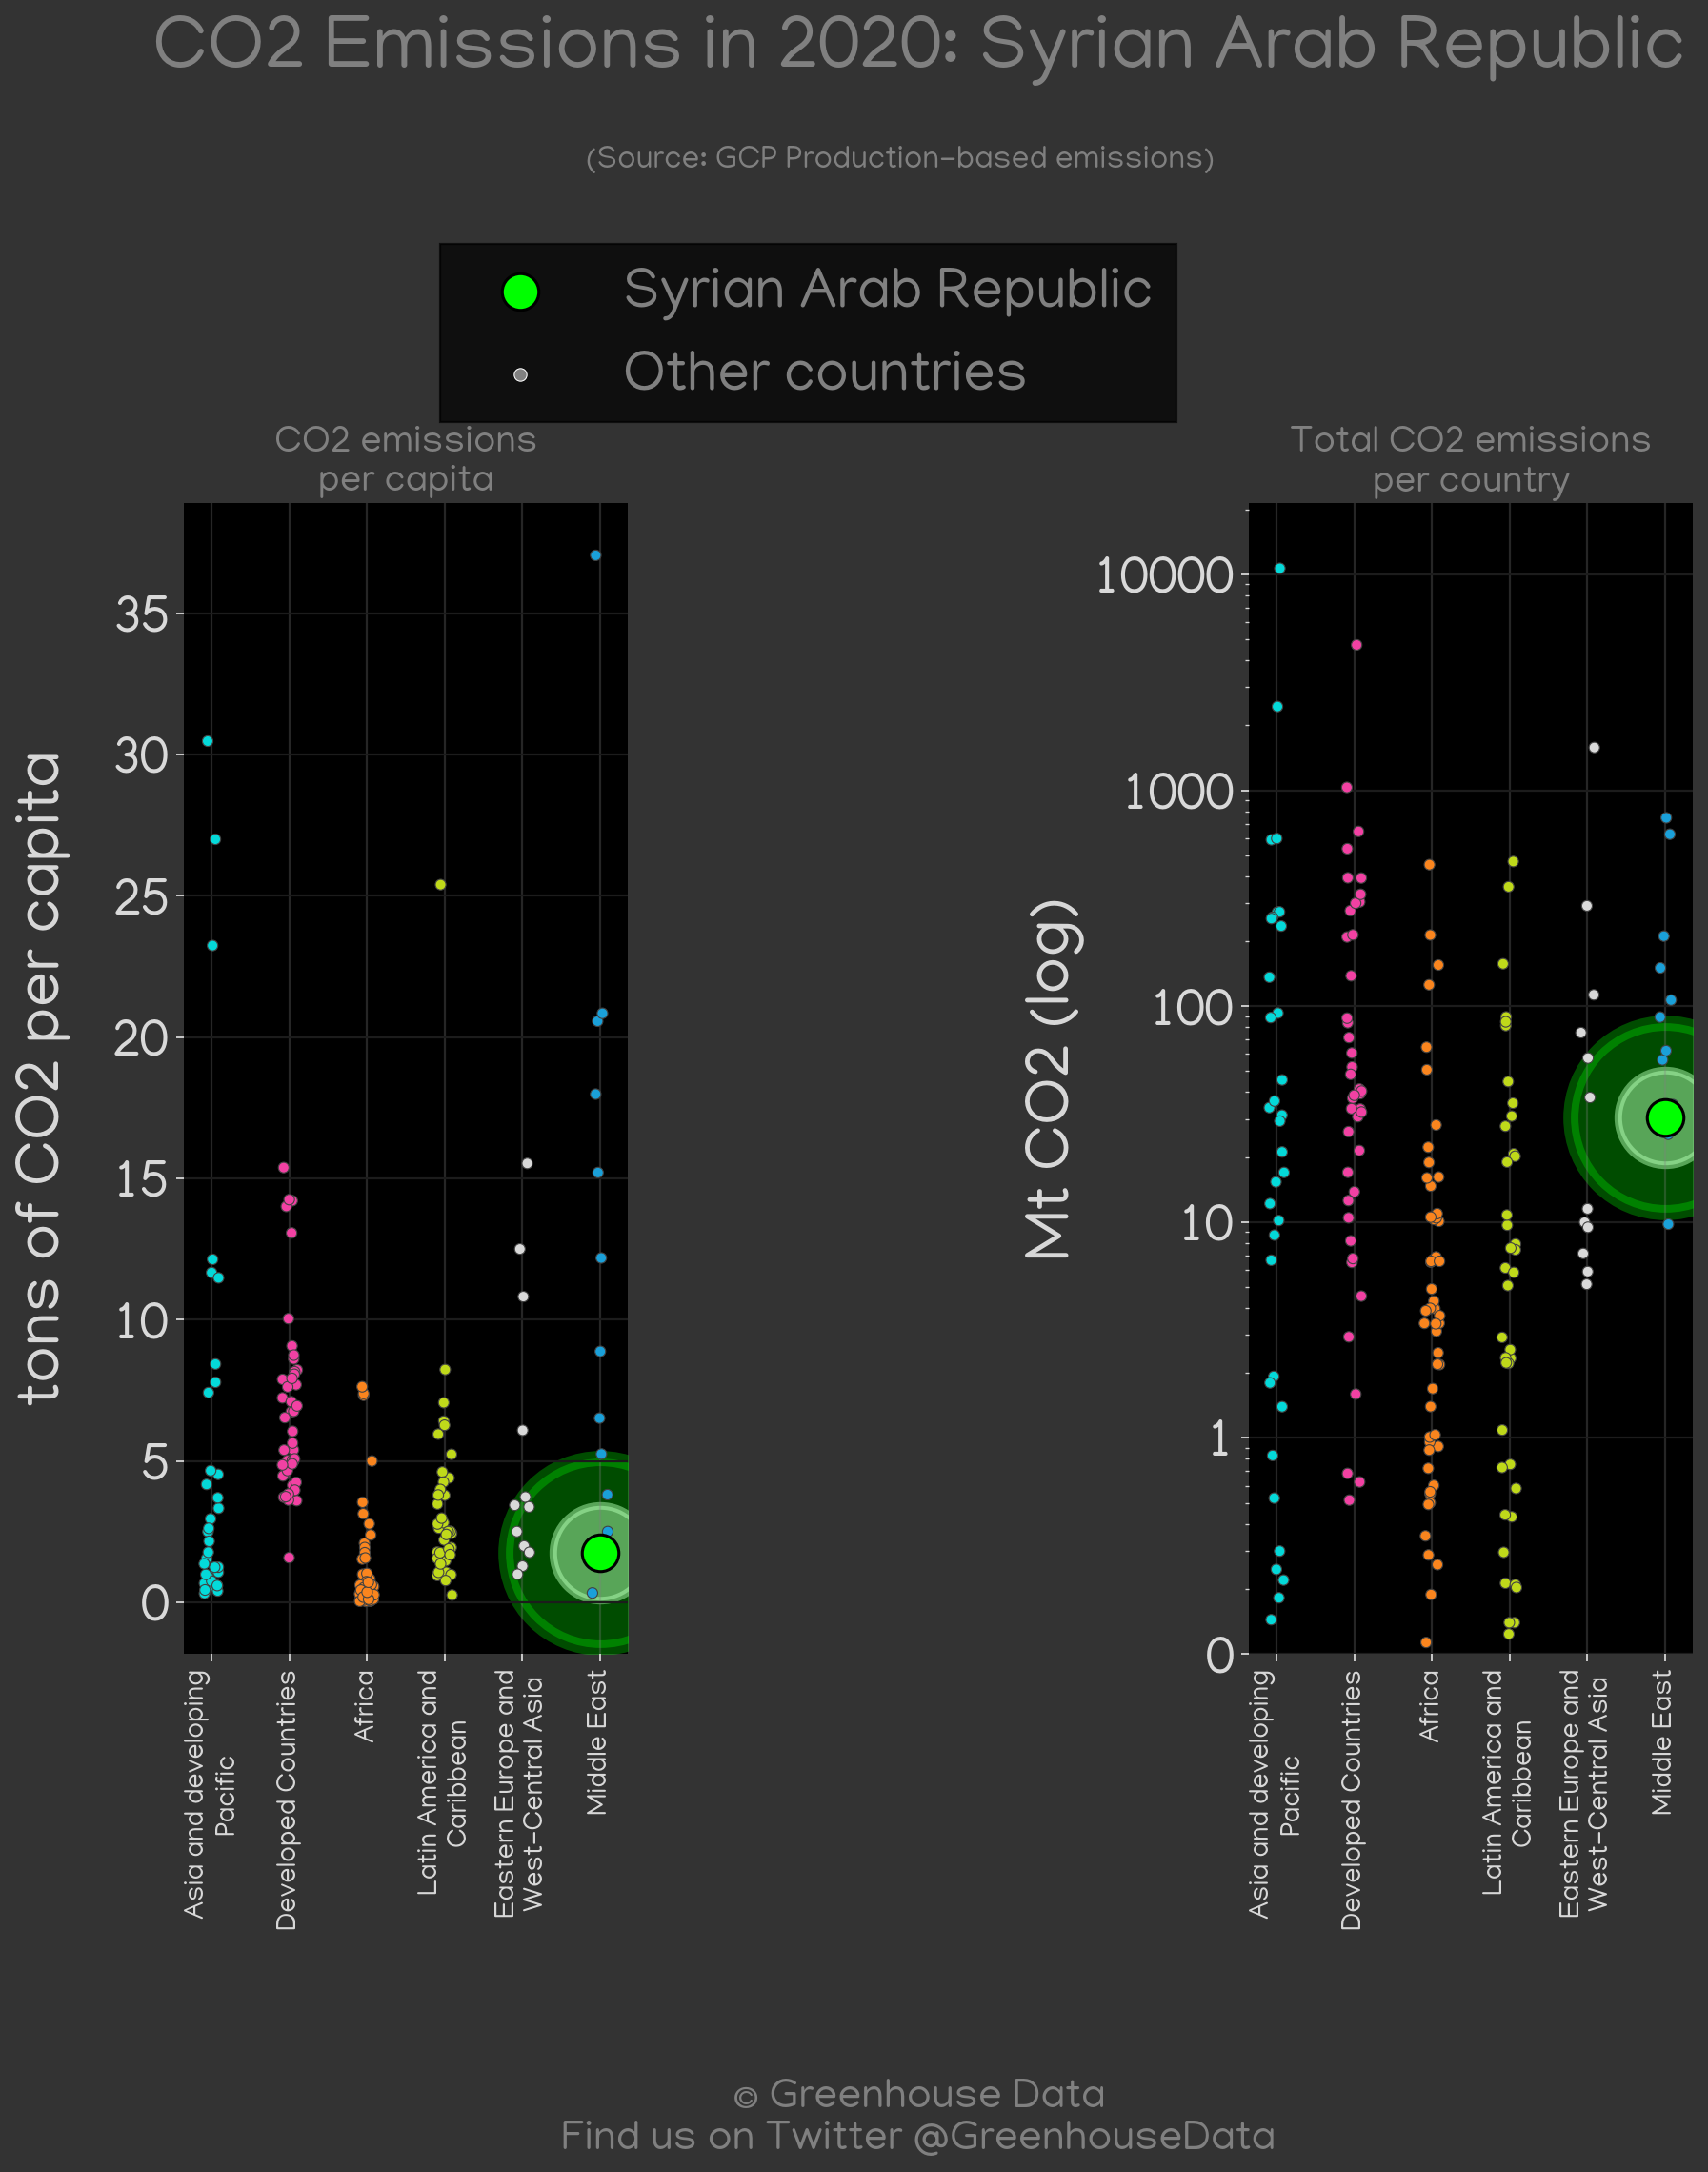 CO2 Emissions in 2020: Syrian Arab Republic
(Source: GCP Production-based emissions)
Syrian Arab Republic
Other countries
CO2 emissions
per capita
tons of CO2 per capita
35
30
25
20
15
10
5
0
Asia and developing
Pacific
Developed Countries
Africa
Latin America and
Caribbean
Eastern Europe and
West-Central Asia
Middle East
Total CO2 emissions
per country
Mt CO2 (log)
10000
1000
100
10
1
0
Asia and developing
Pacific
Developed Countries
Africa
Latin America and
Caribbean
Eastern Europe and
West-Central Asia
Middle East
© Greenhouse Data
Find us on Twitter @GreenhouseData